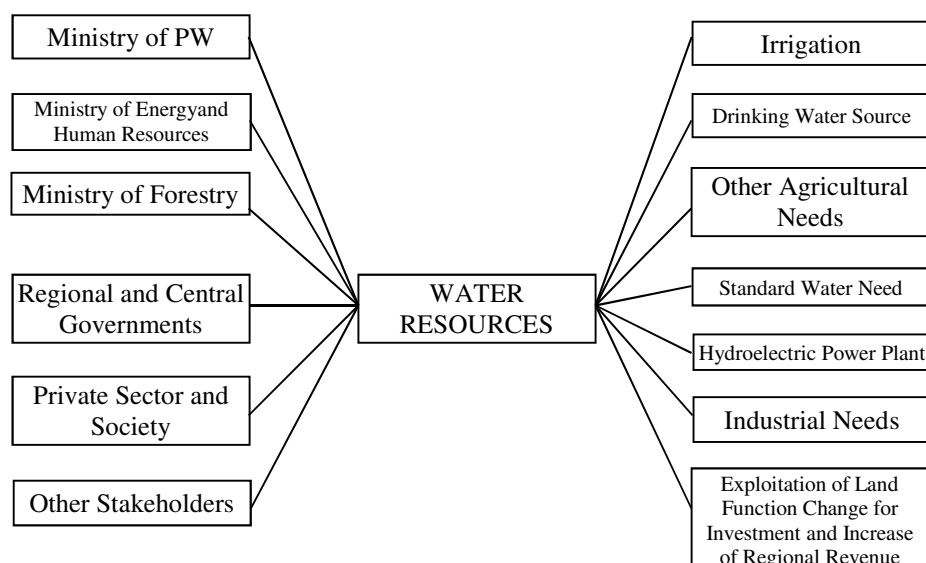 Ministry of PW
Ministry of Energyand
Human Resources
Ministry of Forestry
Regional and Central
Governments
Private Sector and
Society
Other Stakeholders
WATER
RESOURCES
Irrigation
Drinking Water Source
Other Agricultural
Needs
Standard Water Need
Hydroelectric Power Plant
Industrial Needs
Exploitation of Land
Function Change for
Investment and Increase
of Regional Revenue